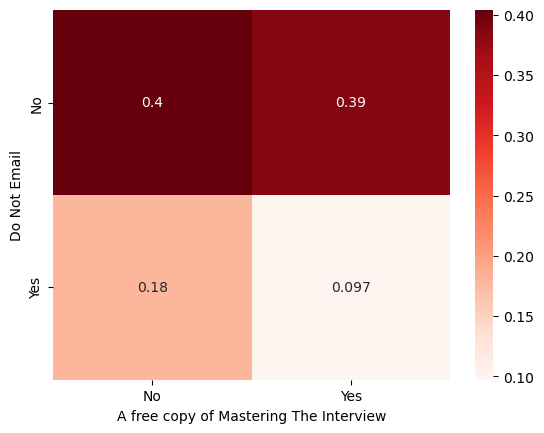 0.40
No
0.4
0.39
0.35
0.30
Do Not Email
0.25
Yes
0.18
0.097
0.20
0.15
0.10
No
Yes
A free copy of Mastering The Interview